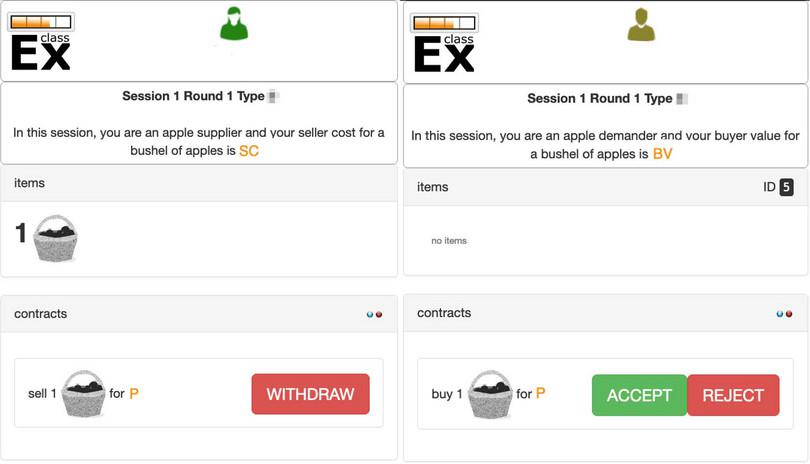 class
Ex
Session 1 Round 1 Type
In this session, you are an apple supplier and your seller cost for a
bushel of apples is SC
items
1
contracts
sell 1 for P
WITHDRAW
class
Ex
Session 1 Round 1 Type
In this session, you are an apple demander and your buyer value for
a bushel of apples is BV
items
ID 5
no items
contracts
buy 1 for P
ACCEPT
REJECT